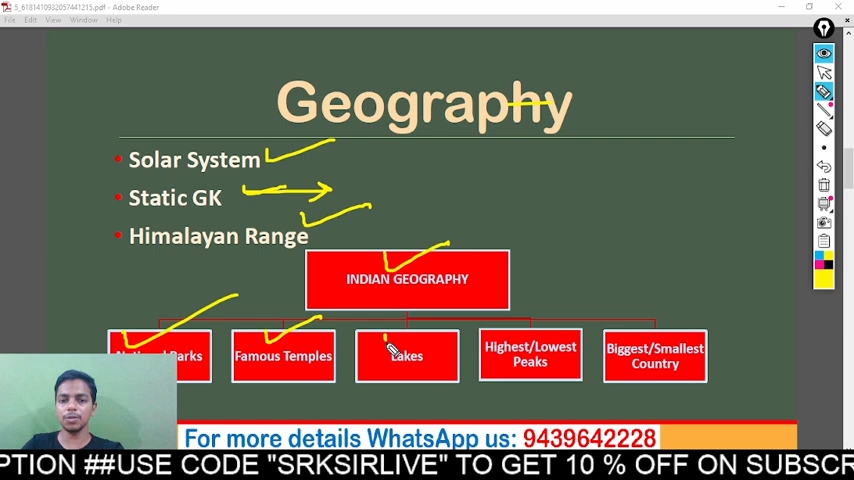 5_6181410932057441215.pdf - Adobe Reader
File Edit View Window Help
Geography
• Solar System
• Static GK
• Himalayan Range
INDIAN GEOGRAPHY
National Parks
Famous Temples
Lakes
Highest/Lowest
Peaks
Biggest/Smallest
Country
For more details WhatsApp us: 9439642228
PTION ##USE CODE "SRKSIRLIVE" TO GET 10 % OFF ON SUBSCR